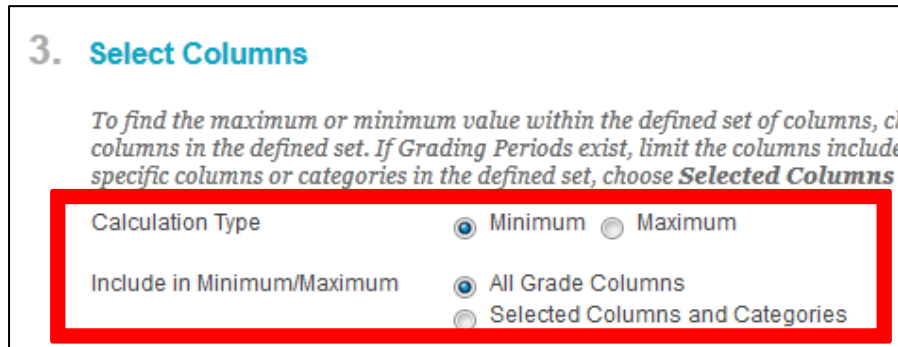 3. Select Columns
To find the maximum or minimum value within the defined set of columns,
columns in the defined set. If Grading Periods exist, limit the columns
specific columns or categories in the defined set, choose Selected Columns
Calculation Type Minimum Maximum
Include in Minimum/Maximum All Grade Columns
Selected Columns and Categories